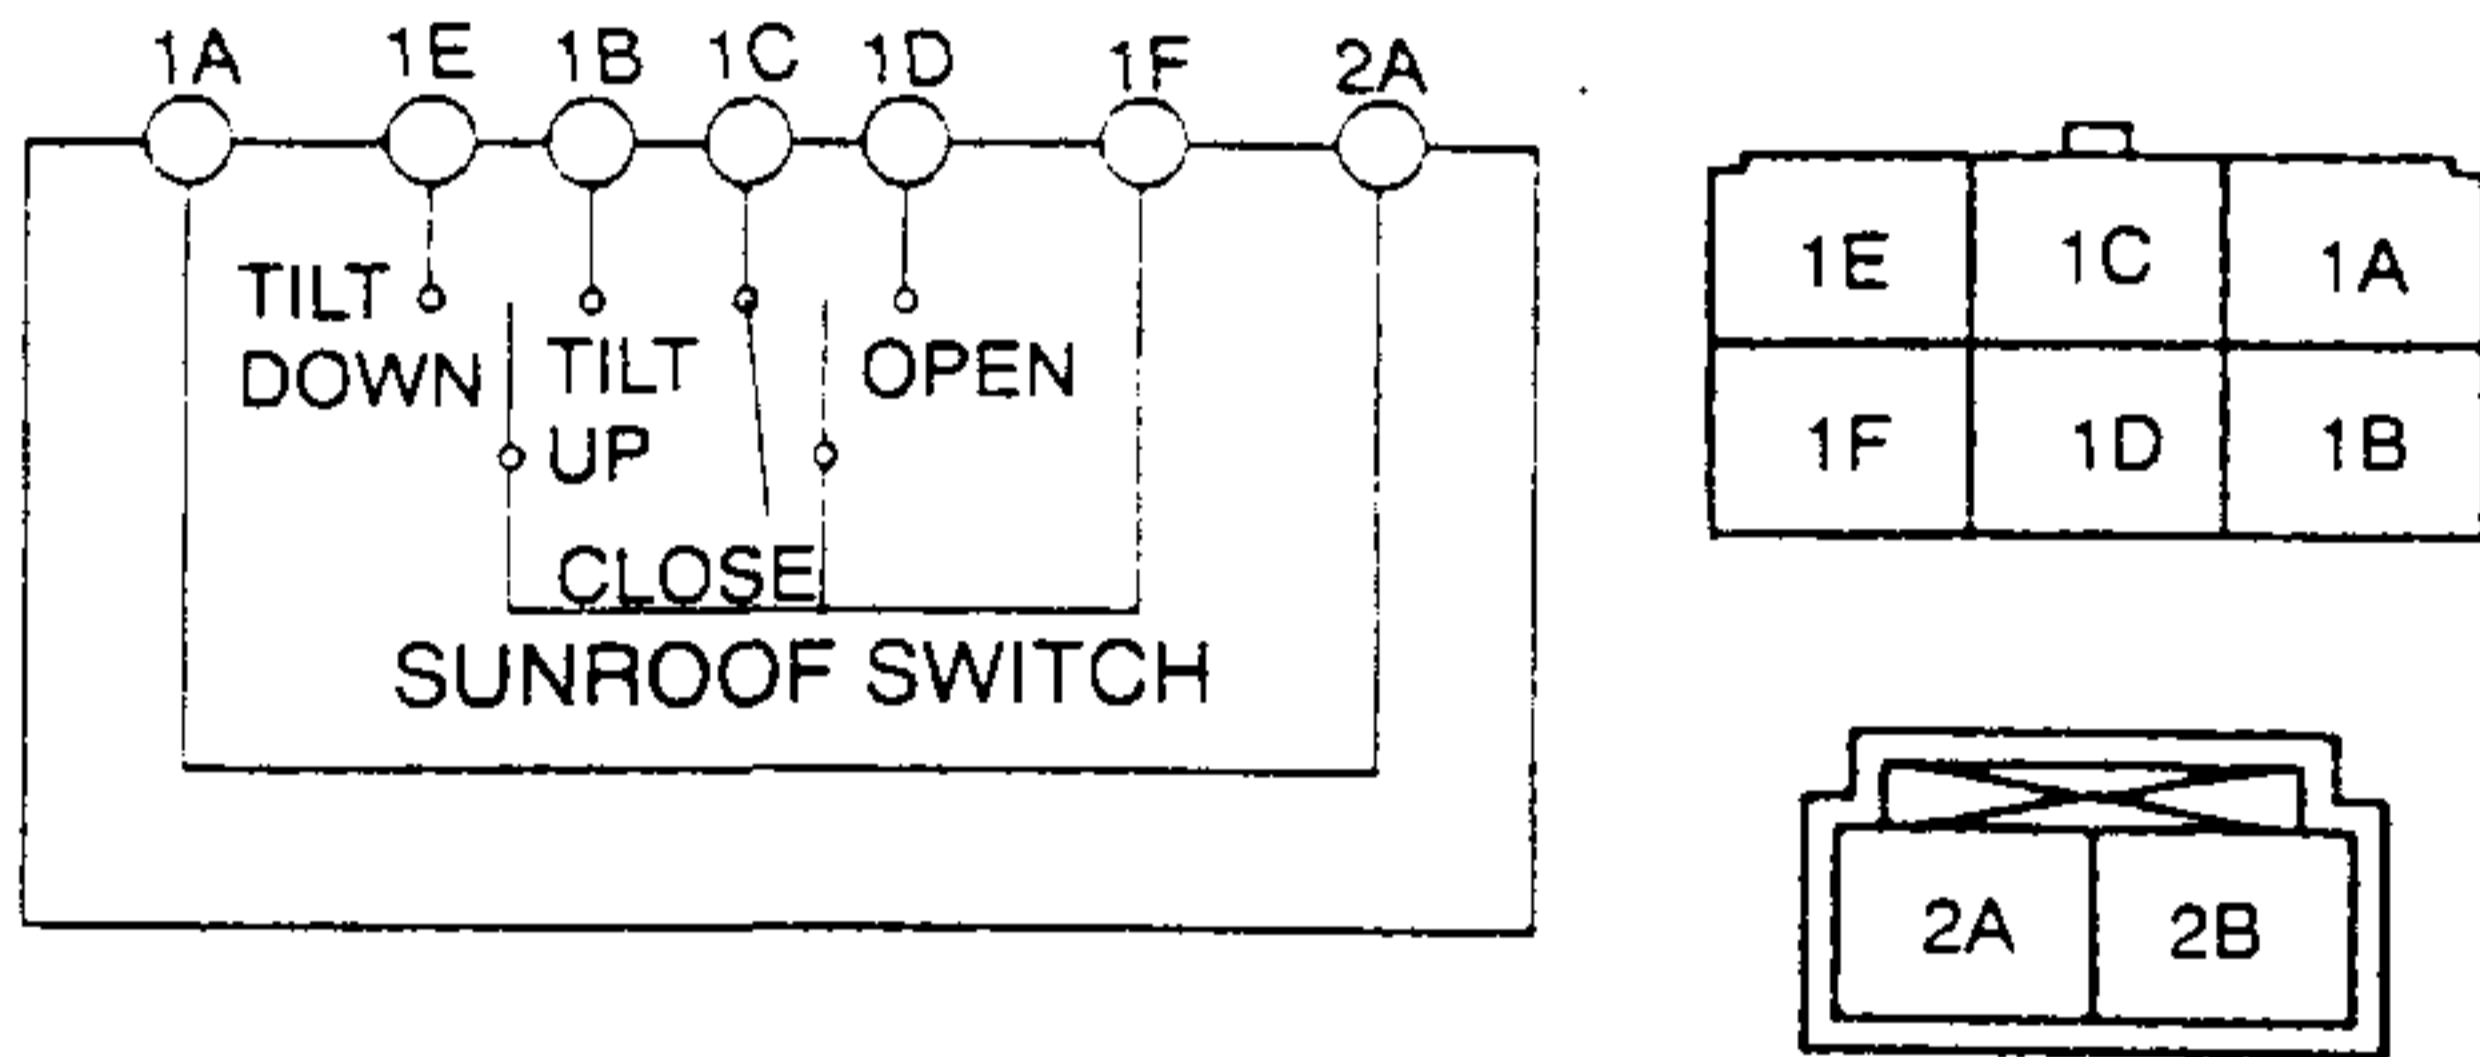 1A 1E 1B 1C 1D 1F 2A
TILT
DOWN
TILT
UP
OPEN
CLOSE
SUNROOF SWITCH
1E 1C 1A
1F 1D 1B
2A 2B